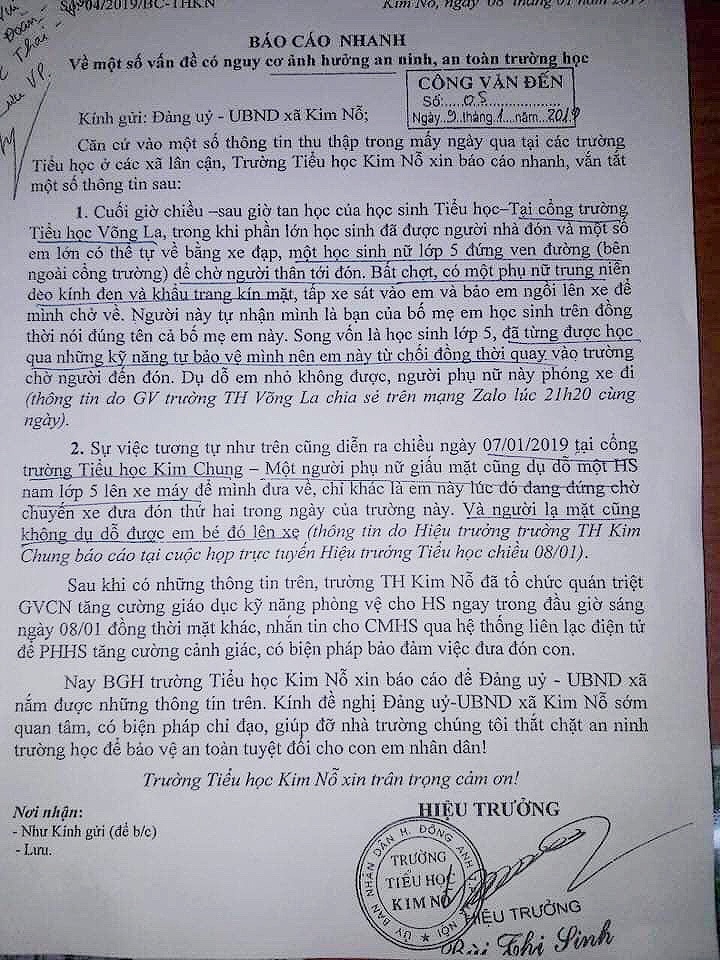 04/2019/BC-THKN
Kim Nỗ, ngày 08 tháng 01 năm 2019
BÁO CÁO NHANH
Về một số vấn đề có nguy cơ ảnh hưởng an ninh, an toàn trường học
CÔNG VĂN ĐẾN
Số:.....05....................
Ngày..9..tháng..1...năm..2019
Kính gửi: Đảng uỷ - UBND xã Kim Nỗ;
Căn cứ vào một số thông tin thu thập trong mấy ngày qua tại các trường
Tiểu học ở các xã lân cận, Trường Tiểu học Kim Nỗ xin báo cáo nhanh, vắn tắt
một số thông tin sau:
1. Cuối giờ chiều –sau giờ tan học của học sinh Tiểu học–Tại cổng trường
Tiểu học Võng La, trong khi phần lớn học sinh đã được người nhà đón và một số
em lớn có thể tự về bằng xe đạp, một học sinh nữ lớp 5 đứng ven đường (bên
ngoài cổng trường) để chờ người thân tới đón. Bất chợt, có một phụ nữ trung niên
đeo kính đen và khẩu trang kín mặt, tấp xe sát vào em và bảo em ngồi lên xe để
mình chở về. Người này tự nhận mình là bạn của bố mẹ em học sinh trên đồng
thời nói đúng tên cả bố mẹ em này. Song vốn là học sinh lớp 5, đã từng được học
qua những kỹ năng tự bảo vệ mình nên em này từ chối đồng thời quay vào trường
chờ người đến đón. Dụ dỗ em nhỏ không được, người phụ nữ này phóng xe đi
(thông tin do GV trường TH Võng La chia sẻ trên mạng Zalo lúc 21h20 cùng
ngày).
2. Sự việc tương tự như trên cũng diễn ra chiều ngày 07/01/2019 tại cổng
trường Tiểu học Kim Chung – Một người phụ nữ giấu mặt cũng dụ dỗ một HS
nam lớp 5 lên xe máy để mình đưa về, chỉ khác là em này lúc đó đang đứng chờ
chuyến xe đưa đón thứ hai trong ngày của trường này. Và người lạ mặt cũng
không dụ dỗ được em bé đó lên xe (thông tin do Hiệu trưởng trường TH Kim
Chung báo cáo tại cuộc họp trực tuyến Hiệu trưởng Tiểu học chiều 08/01).
Sau khi có những thông tin trên, trường TH Kim Nỗ đã tổ chức quán triệt
GVCN tăng cường giáo dục kỹ năng phòng vệ cho HS ngay trong đầu giờ sáng
ngày 08/01 đồng thời mặt khác, nhắn tin cho CMHS qua hệ thống liên lạc điện tử
để PHHS tăng cường cảnh giác, có biện pháp bảo đảm việc đưa đón con.
Nay BGH trường Tiểu học Kim Nỗ xin báo cáo để Đảng uỷ - UBND xã
nắm được những thông tin trên. Kính đề nghị Đảng uỷ-UBND xã Kim Nỗ sớm
quan tâm, có biện pháp chỉ đạo, giúp đỡ nhà trường chúng tôi thắt chặt an ninh
trường học để bảo vệ an toàn tuyệt đối cho con em nhân dân!
Trường Tiểu học Kim Nỗ xin trân trọng cảm ơn!
Nơi nhận:
- Như Kính gửi (để b/c)
- Lưu.
HIỆU TRƯỞNG
ỦY BAN NHÂN DÂN H. ĐÔNG ANH
TRƯỜNG
TIỂU HỌC
KIM NỖ
HIỆU TRƯỞNG
Bùi Thị Sinh